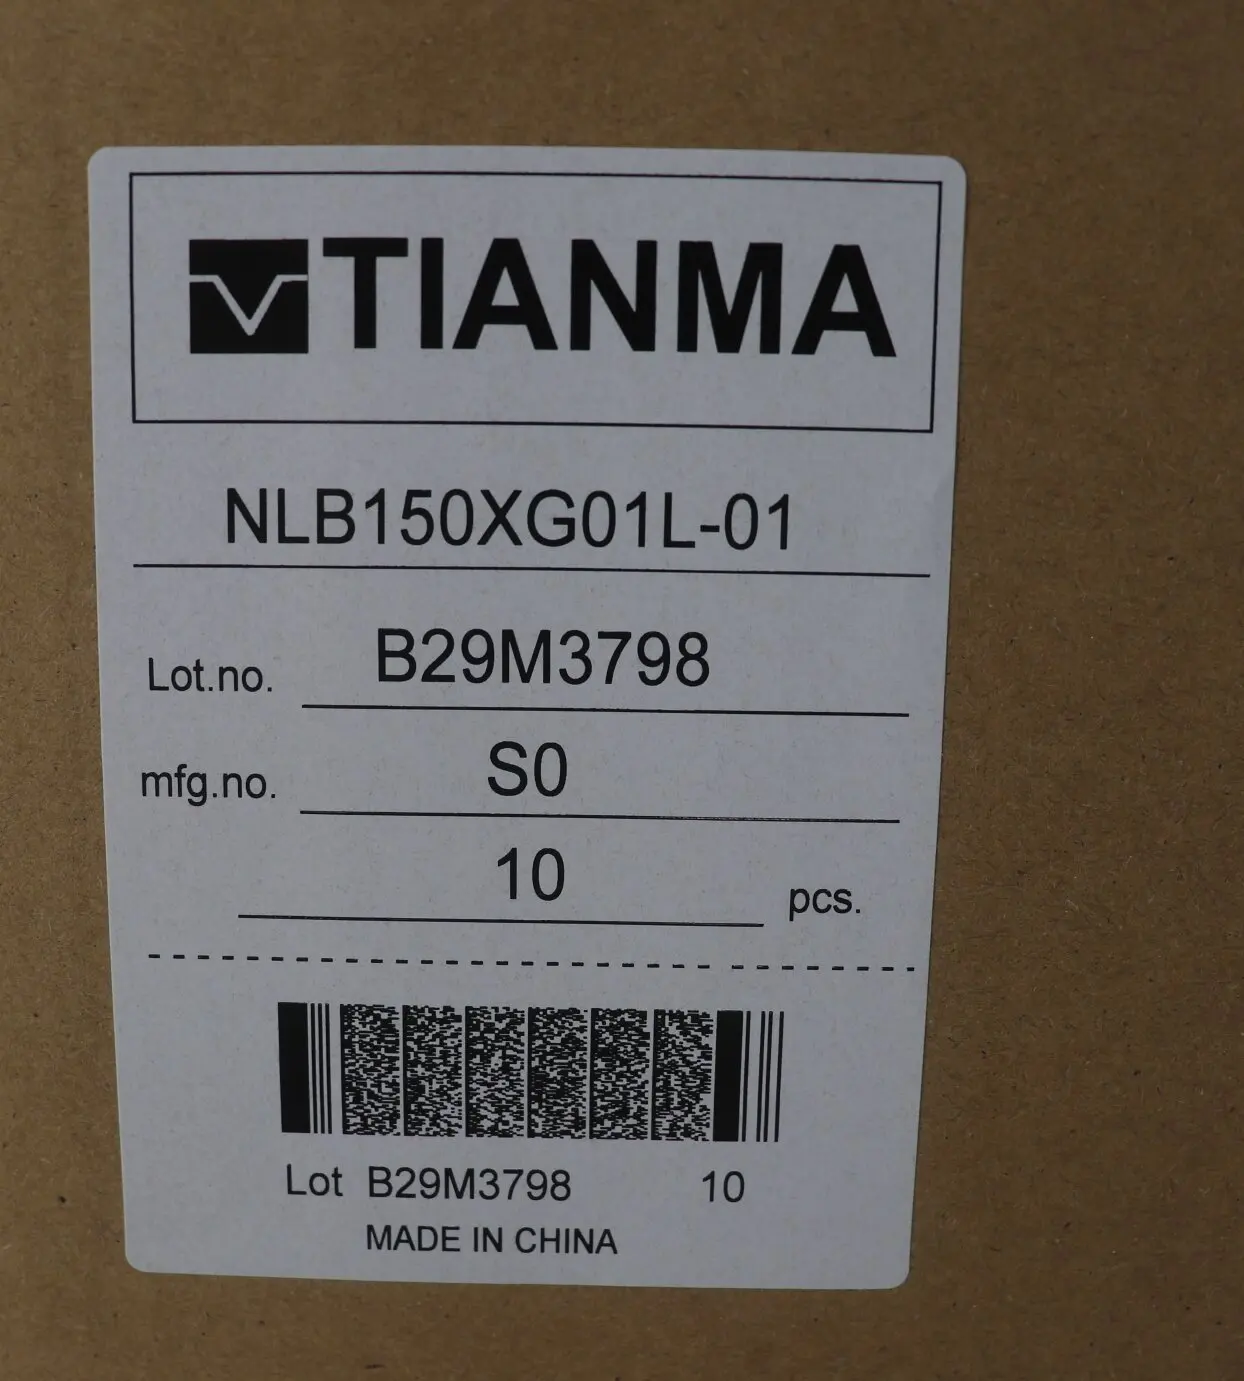 TIANMA
NLB150XG01L-01
Lot.no. B29M3798
mfg.no. S0
10 pcs.
Lot B29M3798 10
MADE IN CHINA